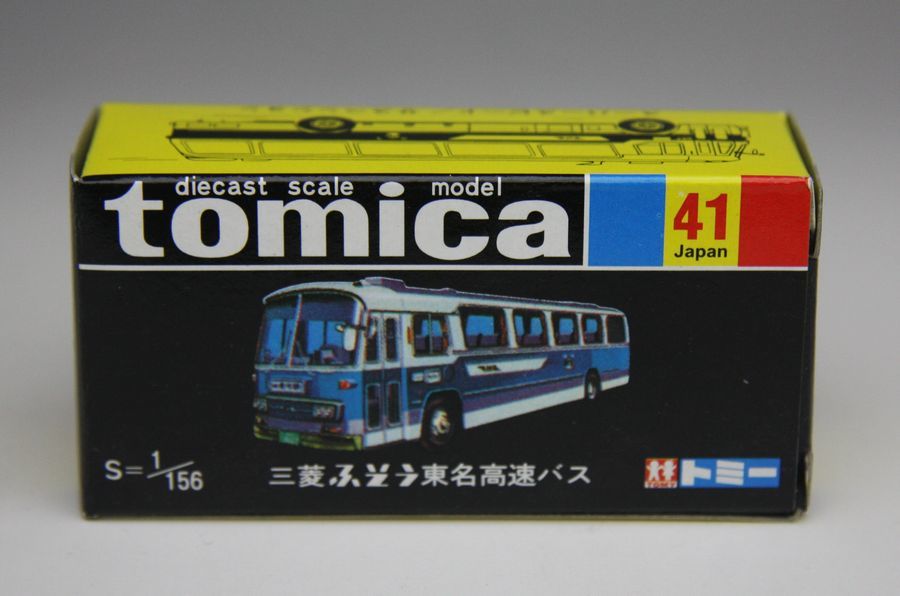 diecast scale model
tomica
41
Japan
S=1/156
三菱ふそう東名高速バス
TOMY
トミー